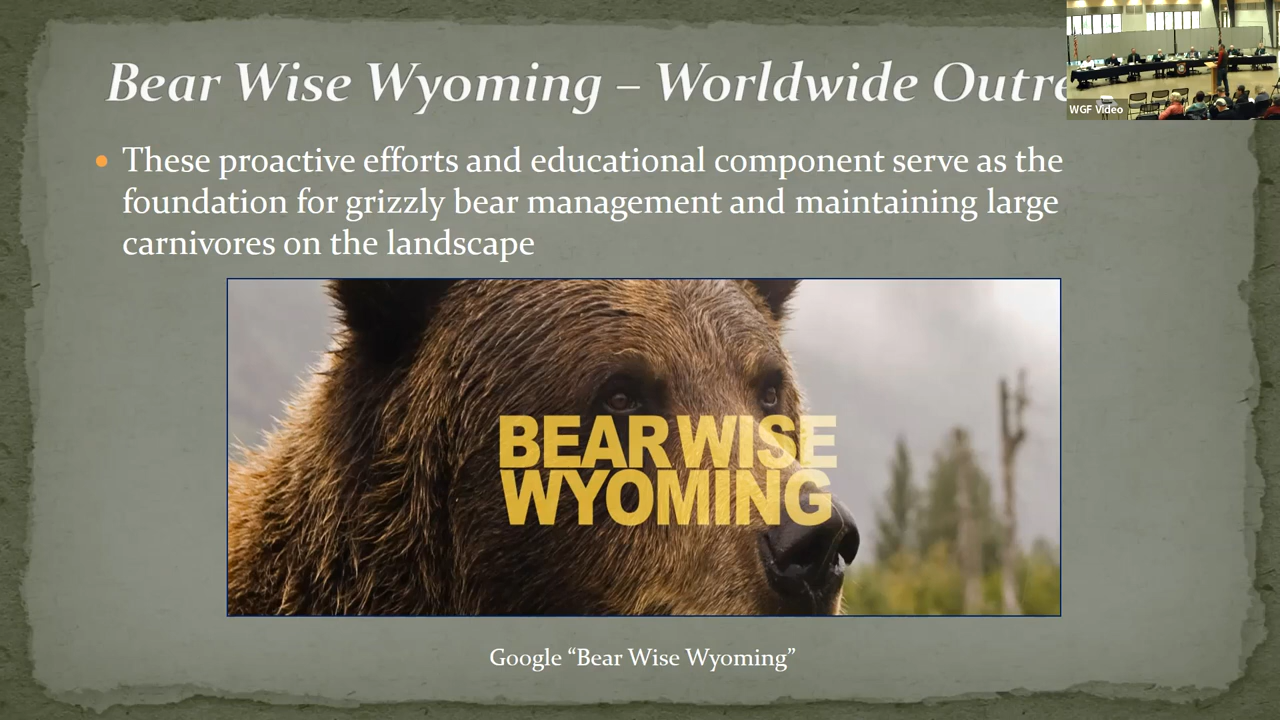 Bear Wise Wyoming – Worldwide Outre
WGF Video
These proactive efforts and educational component serve as the
foundation for grizzly bear management and maintaining large
carnivores on the landscape
BEAR WISE
WYOMING
Google “Bear Wise Wyoming”